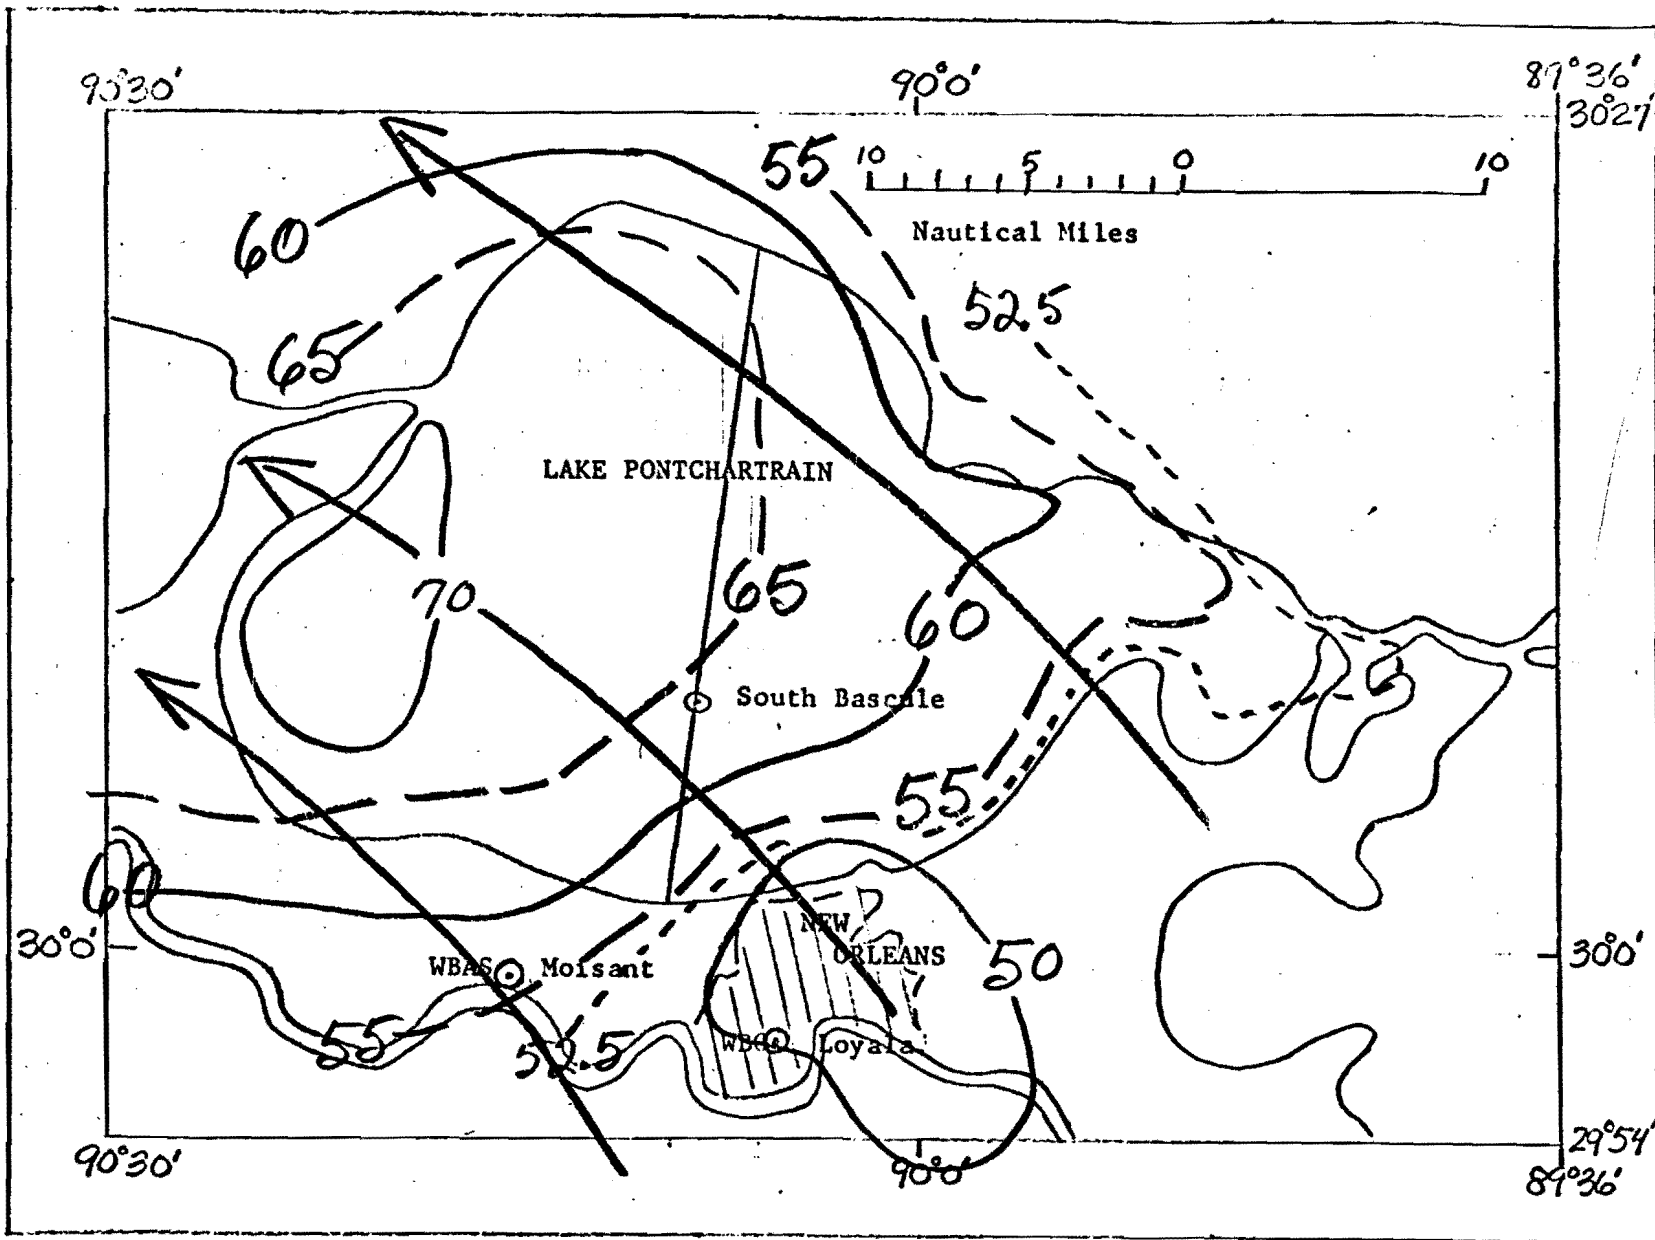 90°30' 90°0' 89°36'
30°27'
55 10 5 0 10
Nautical Miles
60
52.5
65
LAKE PONTCHARTRAIN
70
65
60
South Bascule
55
60
NEW
30°0' WBAS Moisant ORLEANS 50 30°0'
55 52.5 Loyala
29°54'
90°30' 90°0' 89°36'